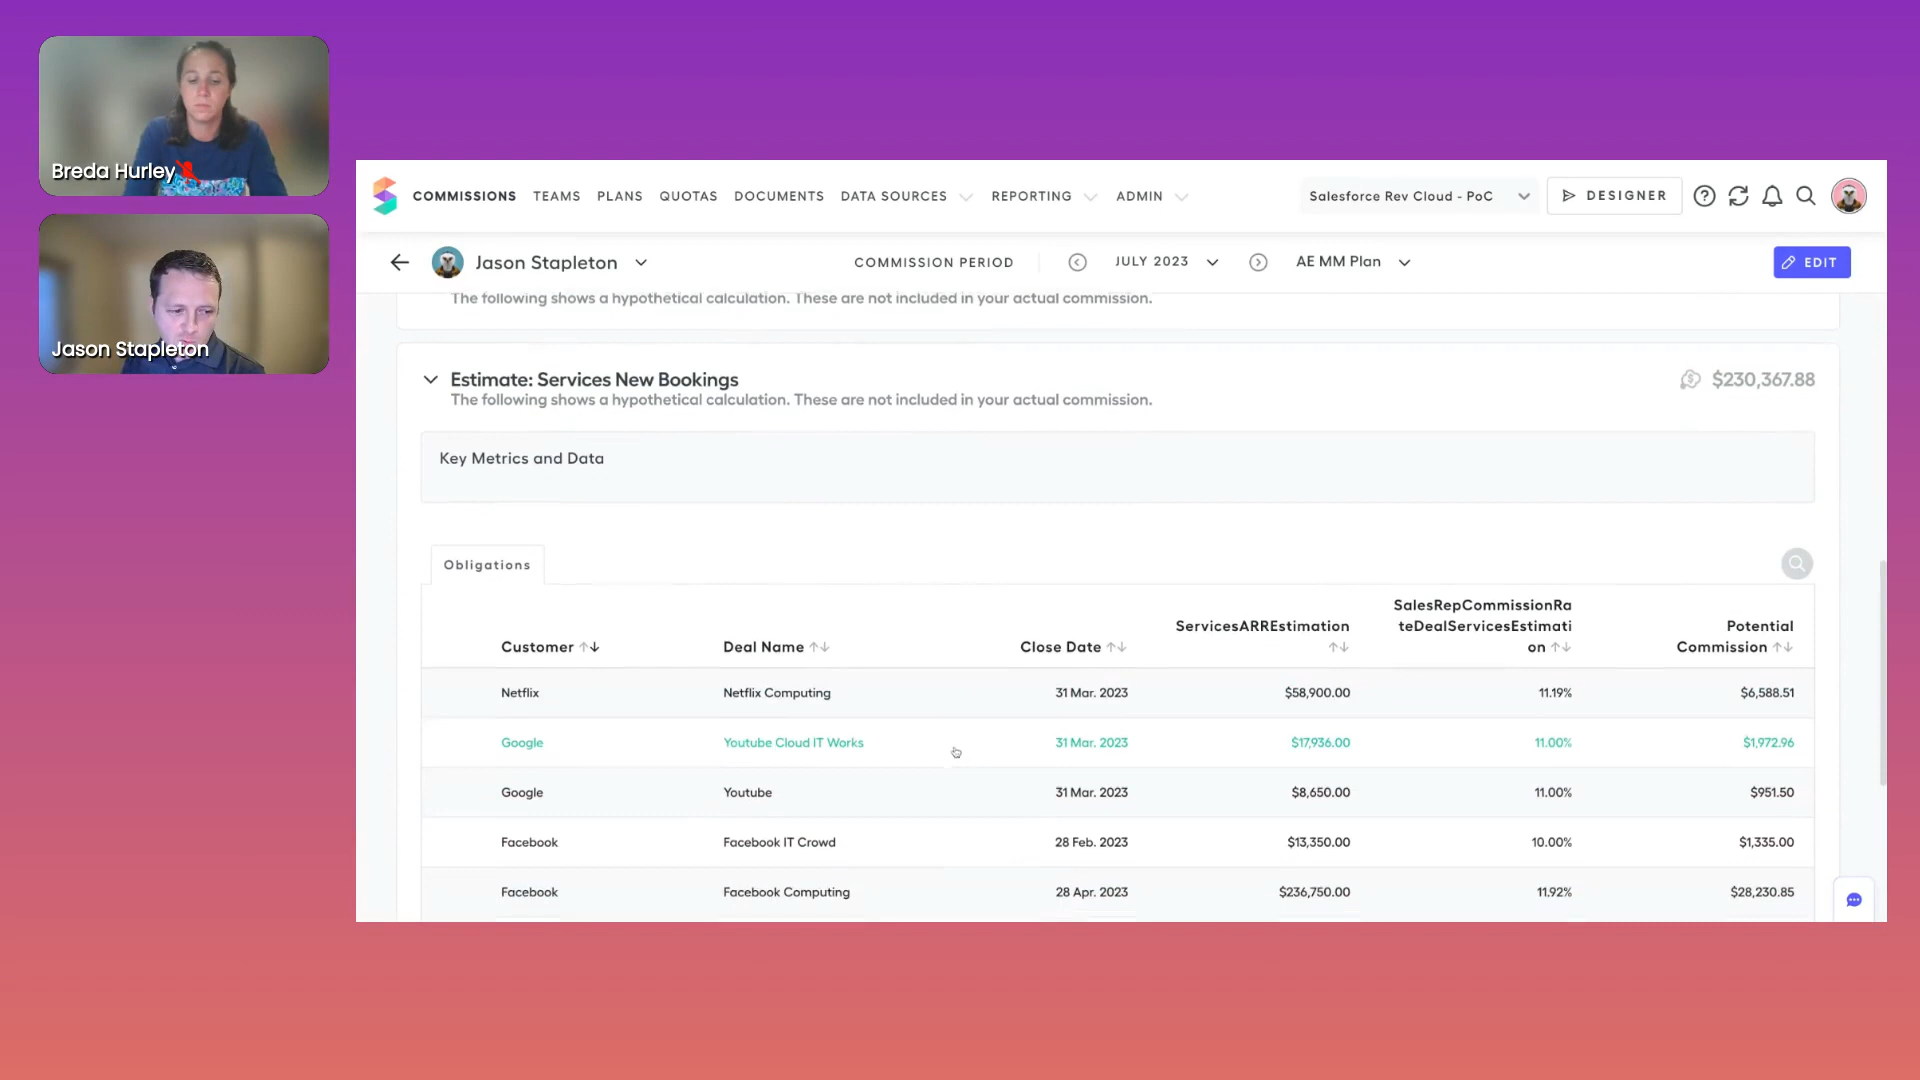 Breda Hurley
Jason Stapleton
COMMISSIONS TEAMS PLANS QUOTAS DOCUMENTS DATA SOURCES REPORTING ADMIN Salesforce Rev Cloud - PoC DESIGNER
Jason Stapleton COMMISSION PERIOD JULY 2023 AE MM Plan EDIT
The following shows a hypothetical calculation. These are not included in your actual commission.
Estimate: Services New Bookings $230,367.88
The following shows a hypothetical calculation. These are not included in your actual commission.
Key Metrics and Data
Obligations
Customer Deal Name Close Date ServicesARREstimation SalesRepCommissionRa
teDealServicesEstimati
on Potential
Commission
Netflix Netflix Computing 31 Mar. 2023 $58,900.00 11.19% $6,588.51
Google Youtube Cloud IT Works 31 Mar. 2023 $17,936.00 11.00% $1,972.96
Google Youtube 31 Mar. 2023 $8,650.00 11.00% $951.50
Facebook Facebook IT Crowd 28 Feb. 2023 $13,350.00 10.00% $1,335.00
Facebook Facebook Computing 28 Apr. 2023 $236,750.00 11.92% $28,230.85